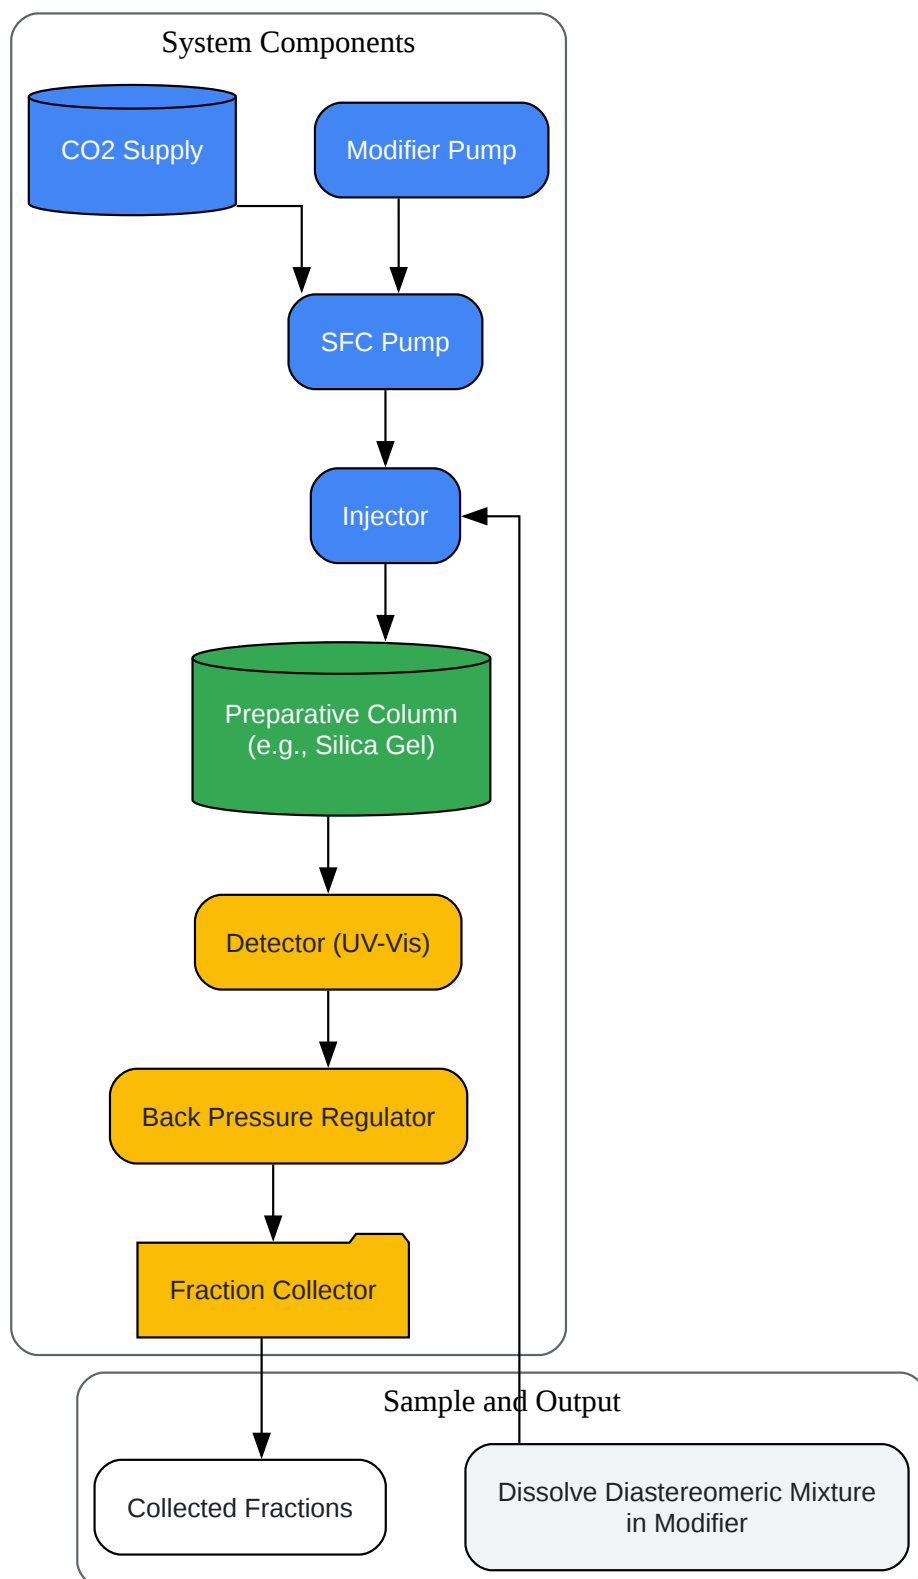 System Components
CO2 Supply
Modifier Pump
SFC Pump
Injector
Preparative Column
(e.g., Silica Gel)
Detector (UV-Vis)
Back Pressure Regulator
Fraction Collector
Sample and Output
Collected Fractions
Dissolve Diastereomeric Mixture
in Modifier